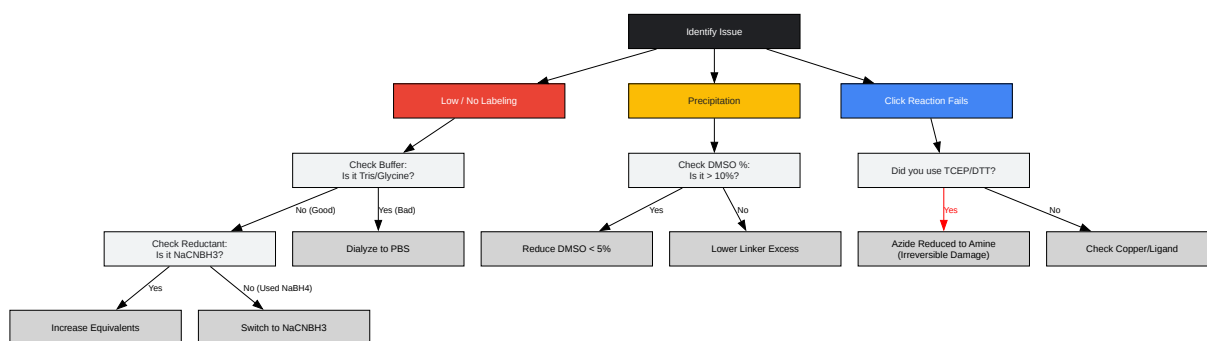 Identify Issue
Low / No Labeling
Precipitation
Click Reaction Fails
Check Buffer:
Is it Tris/Glycine?
Check DMSO %:
Is it > 10%?
Did you use TCEP/DTT?
No (Good)
Yes (Bad)
Yes
No
Yes
No
Check Reductant:
Is it NaCNBH3?
Dialyze to PBS
Reduce DMSO < 5%
Lower Linker Excess
Azide Reduced to Amine
(Irreversible Damage)
Check Copper/Ligand
Yes
No (Used NaBH4)
Increase Equivalents
Switch to NaCNBH3